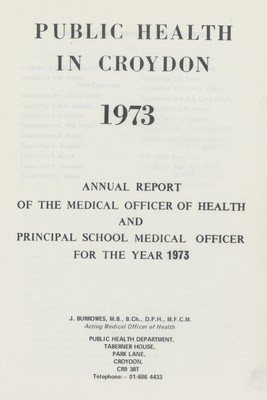 PUBLIC HEALTH
IN CROYDON
1973
ANNUAL REPORT
OF THE MEDICAL OFFICER OF HEALTH
AND
PRINCIPAL SCHOOL MEDICAL OFFICER
FOR THE YEAR 1973
J. BURROWES, M.B., B.Ch., D.P.H., M.F.C.M.
Acting Medical Officer of Health
PUBLIC HEALTH DEPARTMENT,
TABERNER HOUSE,
PARK LANE,
CROYDON.
CR9 3BT
Telephone:– 01-686 4433